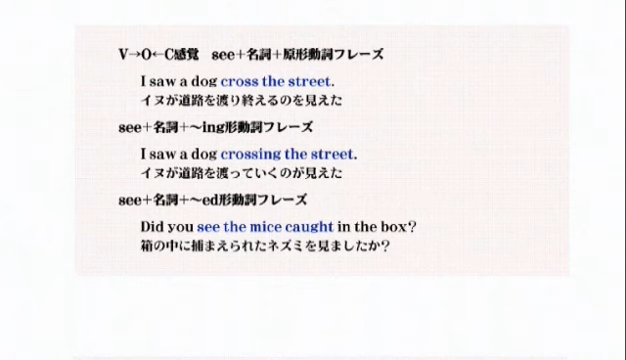 V→O←C感覚 see＋名詞＋原形動詞フレーズ
I saw a dog cross the street.
イヌが道路を渡り終えるのを見えた
see＋名詞＋～ing形動詞フレーズ
I saw a dog crossing the street.
イヌが道路を渡っていくのが見えた
see＋名詞＋～ed形動詞フレーズ
Did you see the mice caught in the box?
箱の中に捕まえられたネズミを見ましたか?